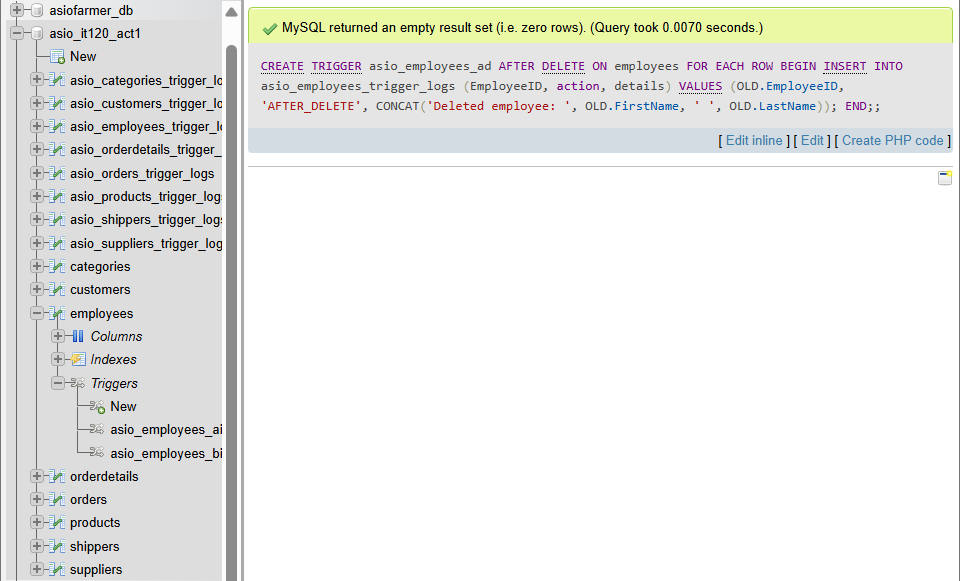 asiofarmer_db
asio_it120_act1
New
asio_categories_trigger_lo
asio_customers_trigger_lo
asio_employees_trigger_lo
asio_orderdetails_trigger_
asio_orders_trigger_logs
asio_products_trigger_logs
asio_shippers_trigger_logs
asio_suppliers_trigger_log
categories
customers
employees
Columns
Indexes
Triggers
New
asio_employees_ai
asio_employees_bi
orderdetails
orders
products
shippers
suppliers
MySQL returned an empty result set (i.e. zero rows). (Query took 0.0070 seconds.)
CREATE TRIGGER asio_employees_ad AFTER DELETE ON employees FOR EACH ROW BEGIN INSERT INTO
asio_employees_trigger_logs (EmployeeID, action, details) VALUES (OLD.EmployeeID,
'AFTER_DELETE', CONCAT('Deleted employee: ', OLD.FirstName, ' ', OLD.LastName)); END;;
[ Edit inline ] [ Edit ] [ Create PHP code ]